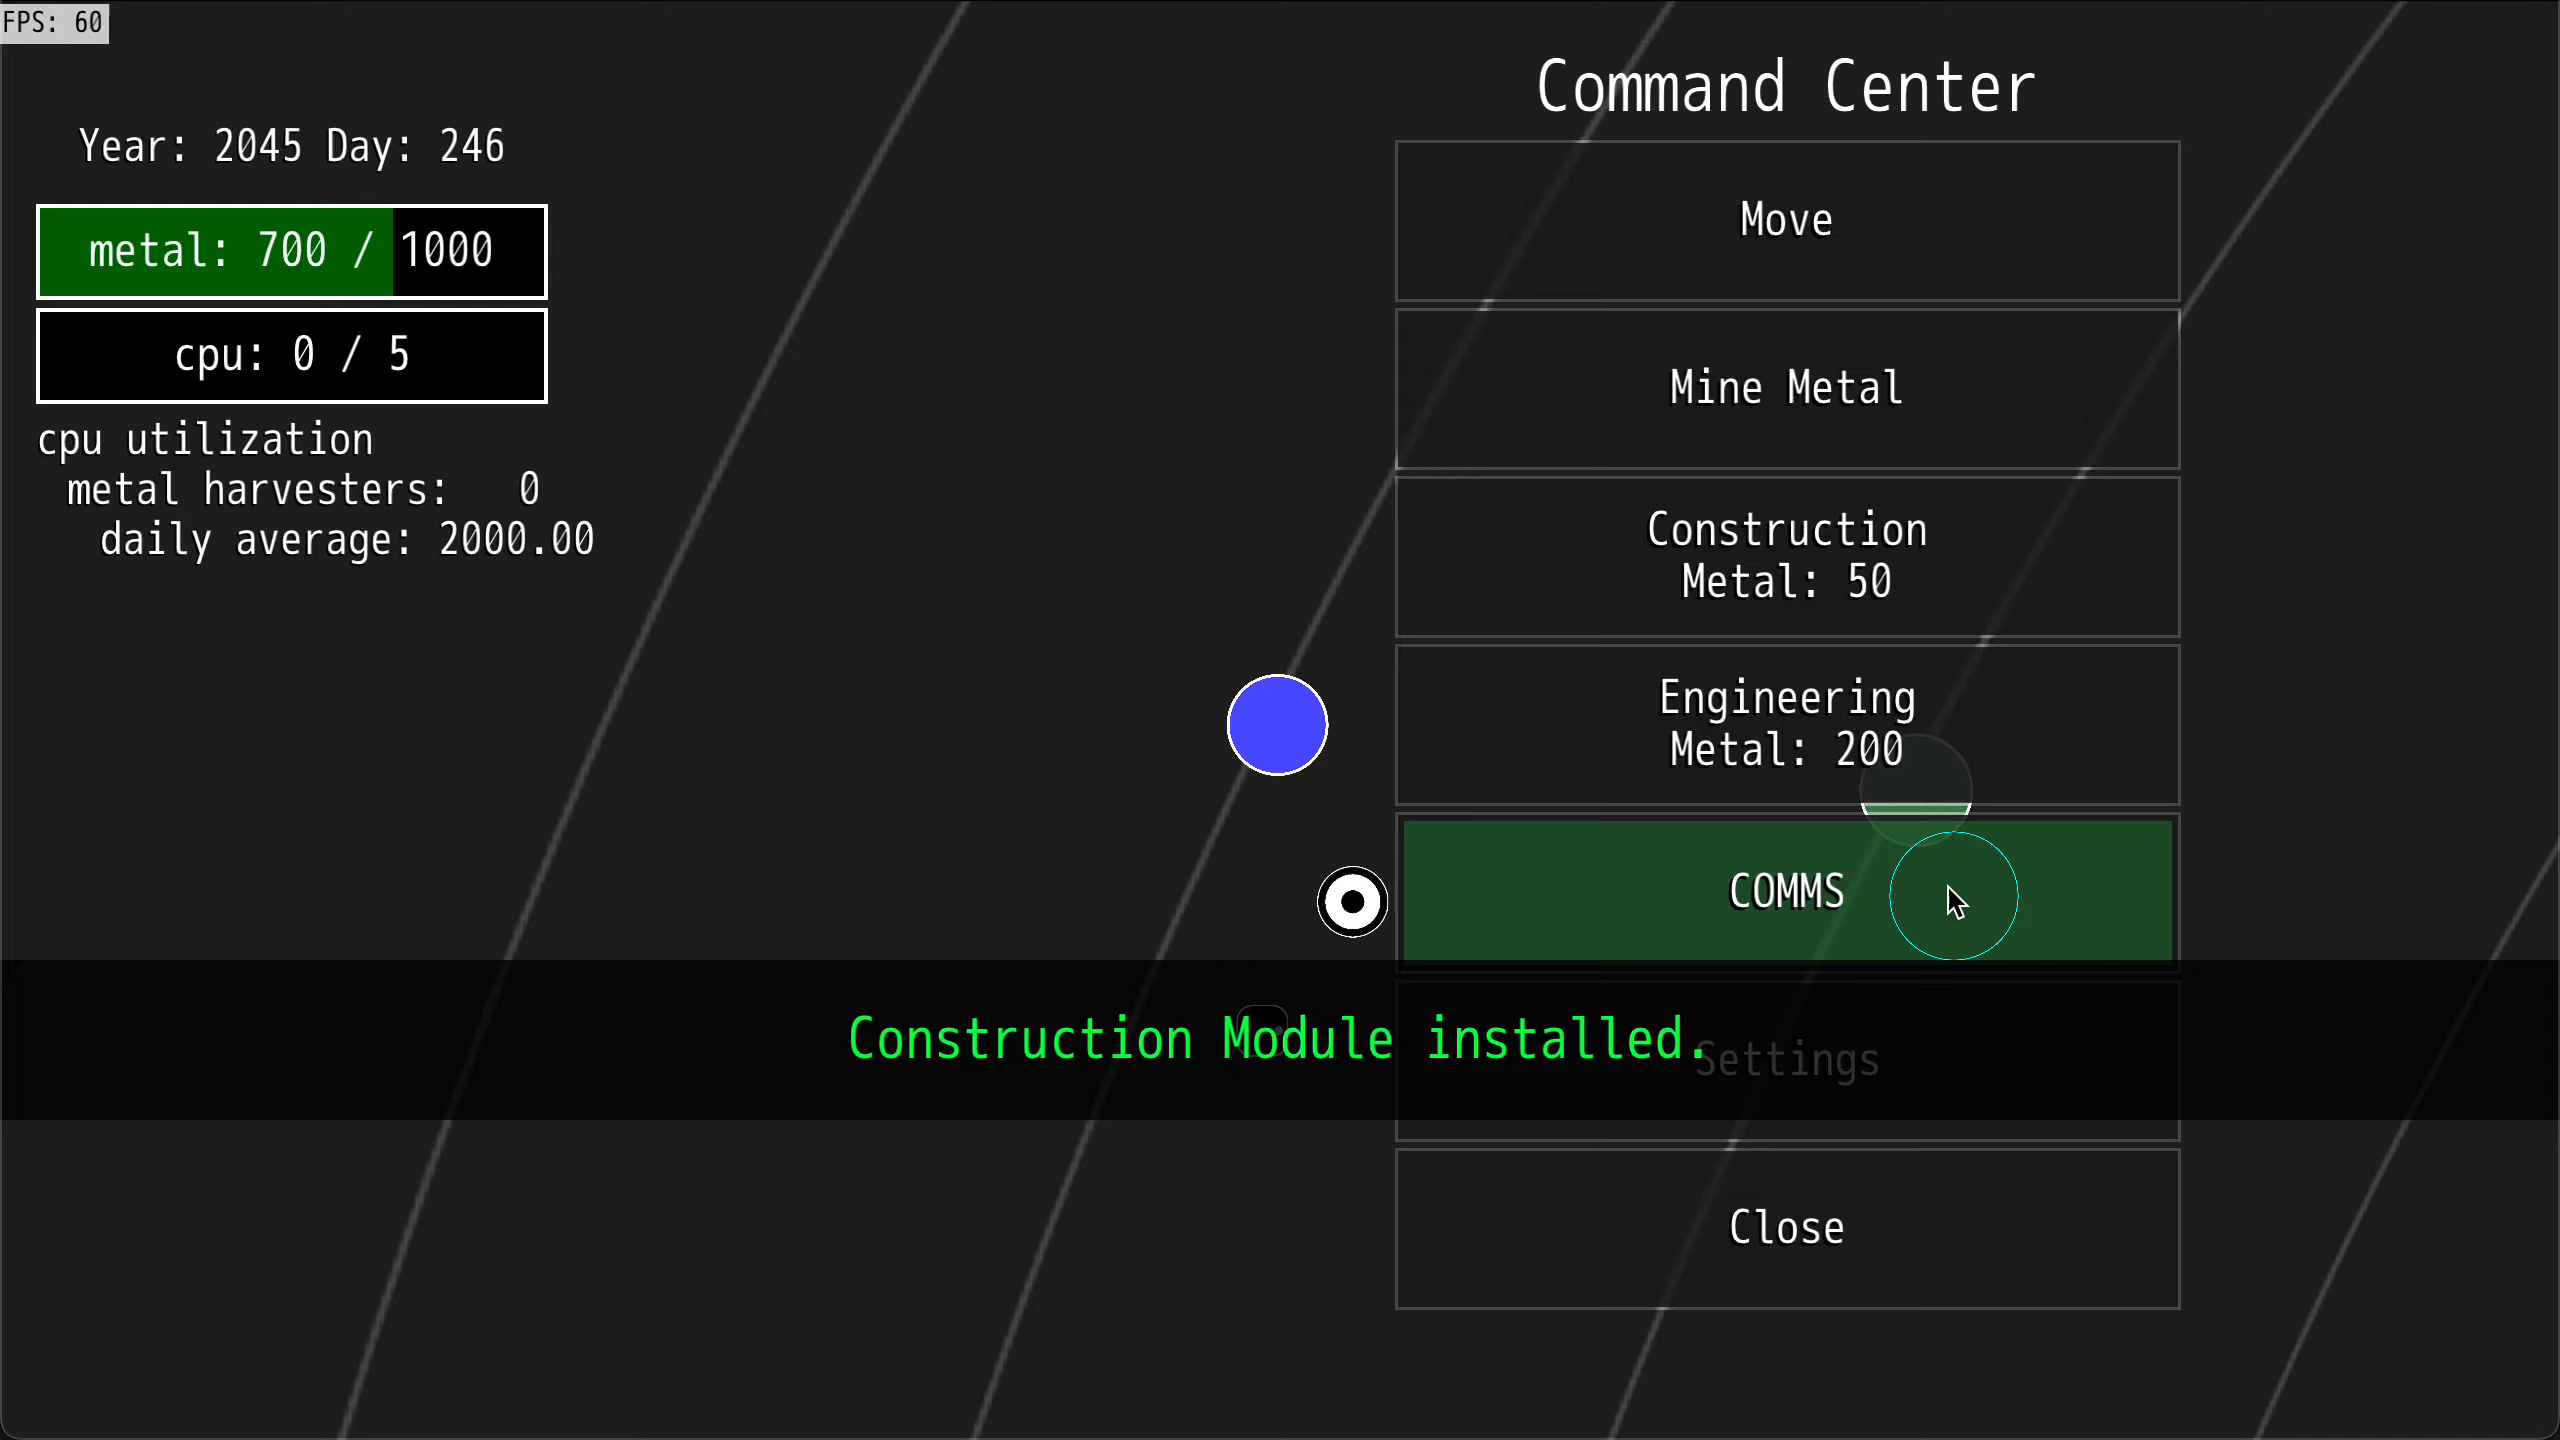 FPS: 60
Year: 2045 Day: 246
metal: 700 / 1000
cpu: 0 / 5
cpu utilization
metal harvesters: 0
daily average: 2000.00
Command Center
Move
Mine Metal
Construction
Metal: 50
Engineering
Metal: 200
COMMS
Construction Module installed.
Settings
Close